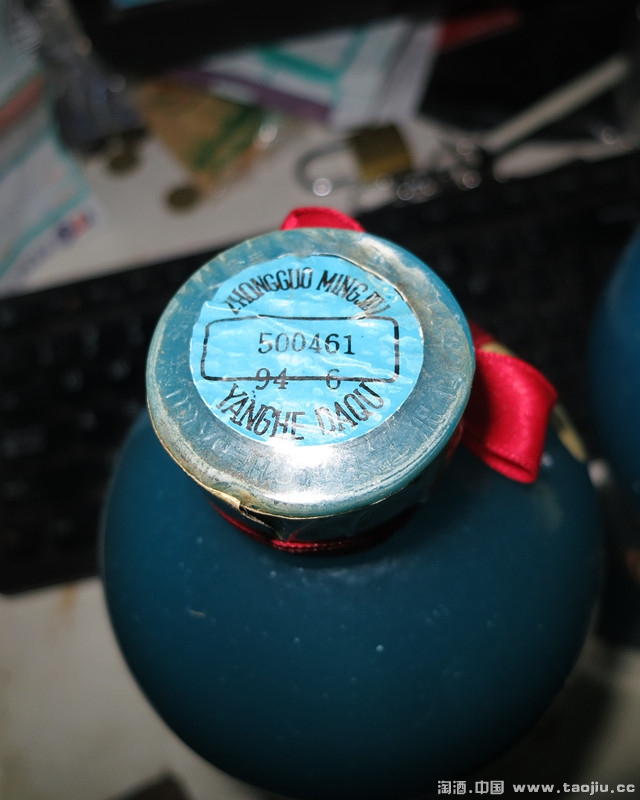 ZHONGGUO MINGJIU
500461
94 6
YANGHE DAQU
淘酒.中国 www.taojiu.cc